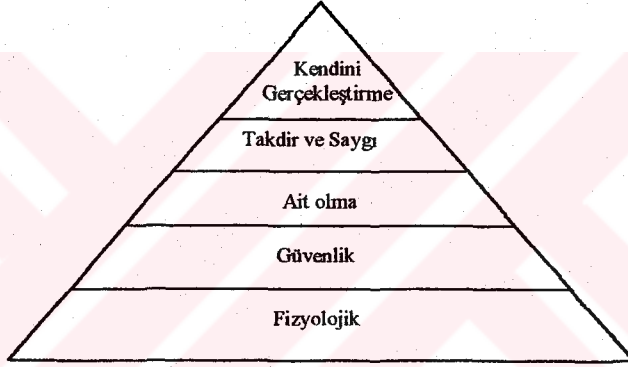 Kendini
Gerçekleştirme
Takdir ve Saygı
Ait olma
Güvenlik
Fizyolojik